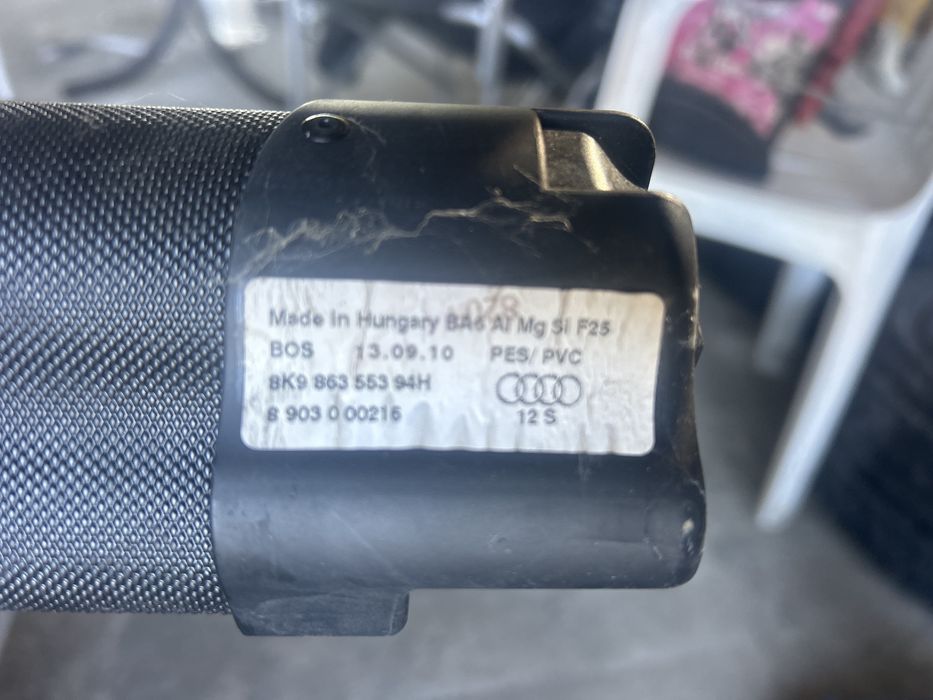 Made in Hungary BA6 Al Mg Si F25
BOS 13.09.10 PES/ PVC
8K9 863 553 94H
8 903 0 00215
12 S